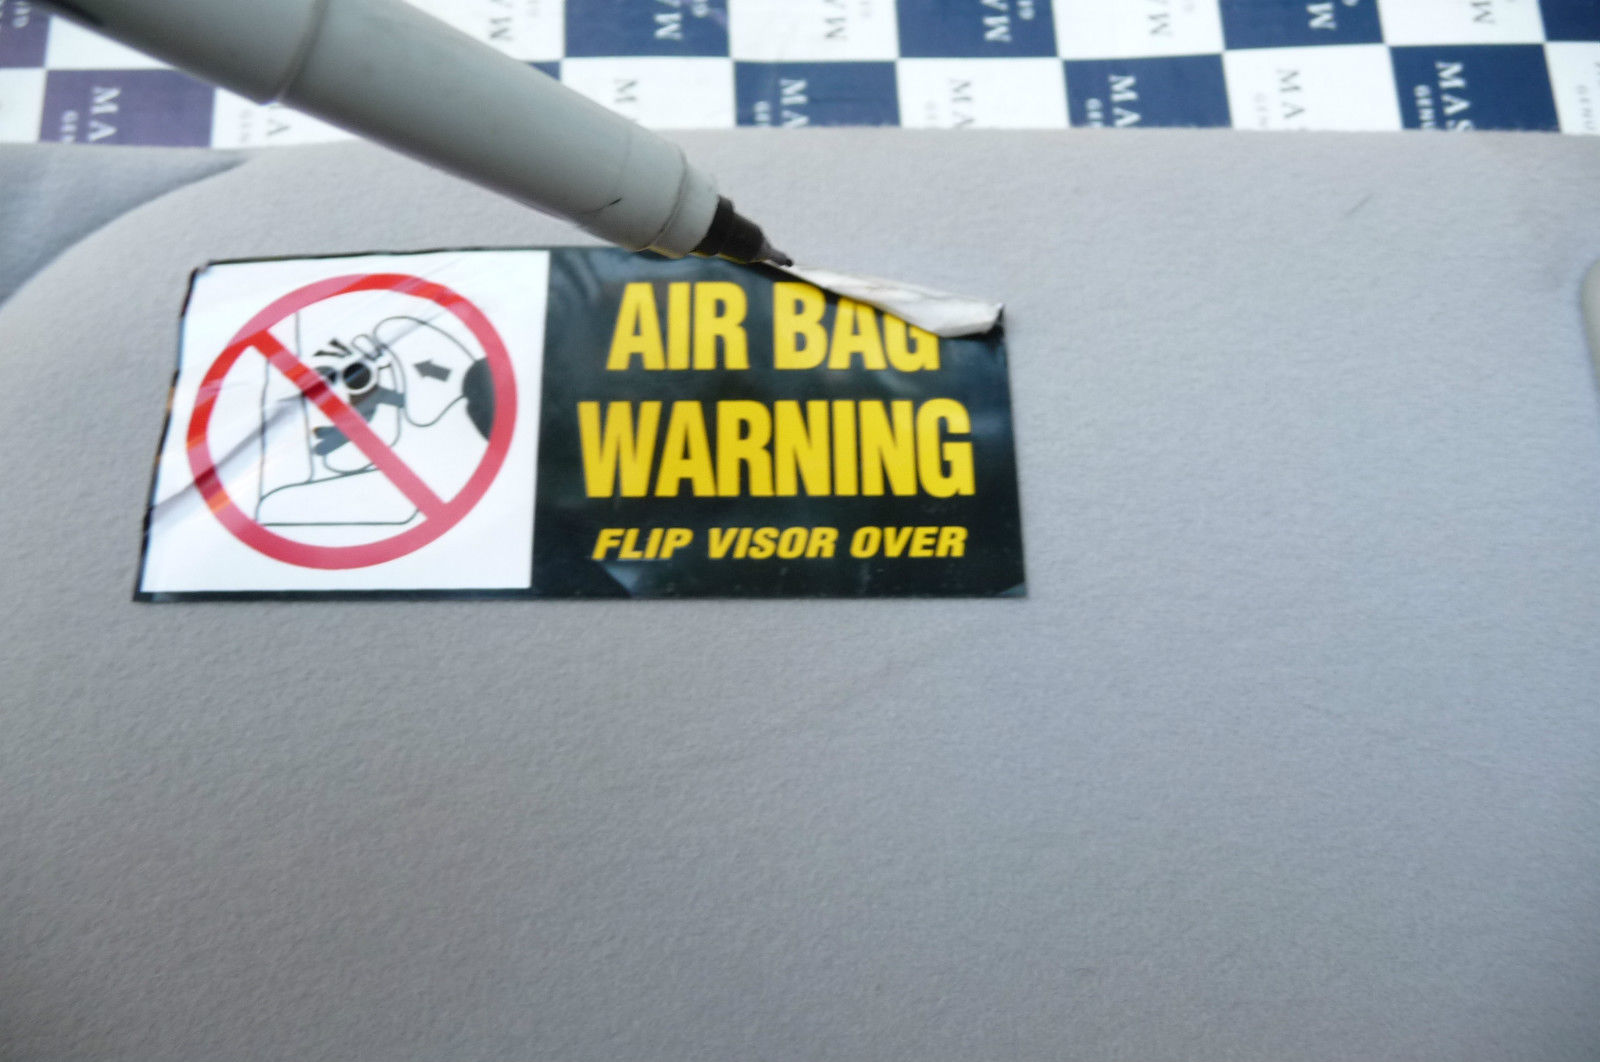 AIR BAG
WARNING
FLIP VISOR OVER